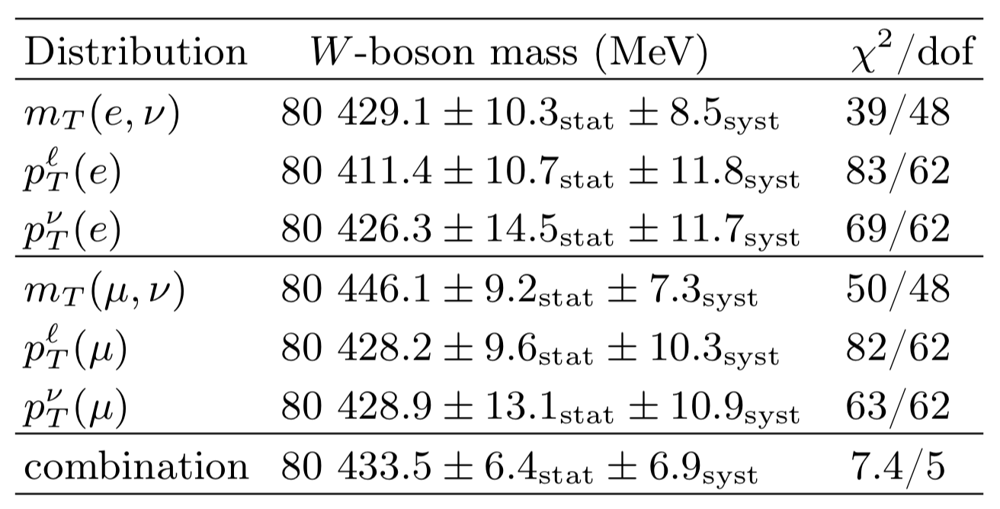 Distribution W-boson mass (MeV) χ²/dof
m_T(e, ν) 80 429.1 ± 10.3_stat ± 8.5_syst 39/48
p_T^ℓ(e) 80 411.4 ± 10.7_stat ± 11.8_syst 83/62
p_T^ν(e) 80 426.3 ± 14.5_stat ± 11.7_syst 69/62
m_T(μ, ν) 80 446.1 ± 9.2_stat ± 7.3_syst 50/48
p_T^ℓ(μ) 80 428.2 ± 9.6_stat ± 10.3_syst 82/62
p_T^ν(μ) 80 428.9 ± 13.1_stat ± 10.9_syst 63/62
combination 80 433.5 ± 6.4_stat ± 6.9_syst 7.4/5